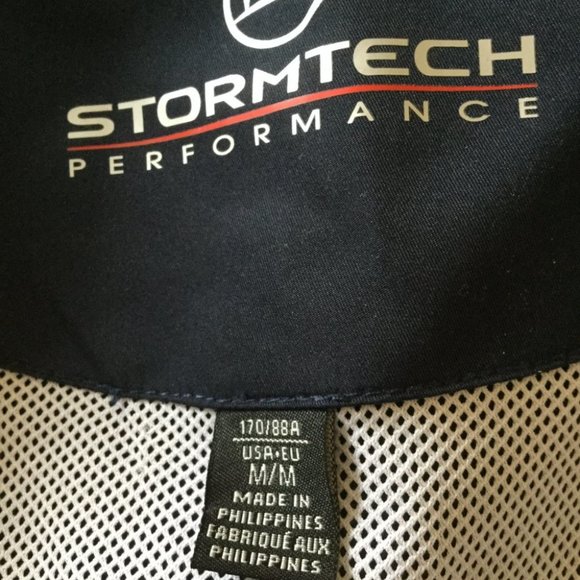 STORMTECH
PERFORMANCE
170/88A
USA•EU
M/M
MADE IN
PHILIPPINES
FABRIQUÉ AUX
PHILIPPINES